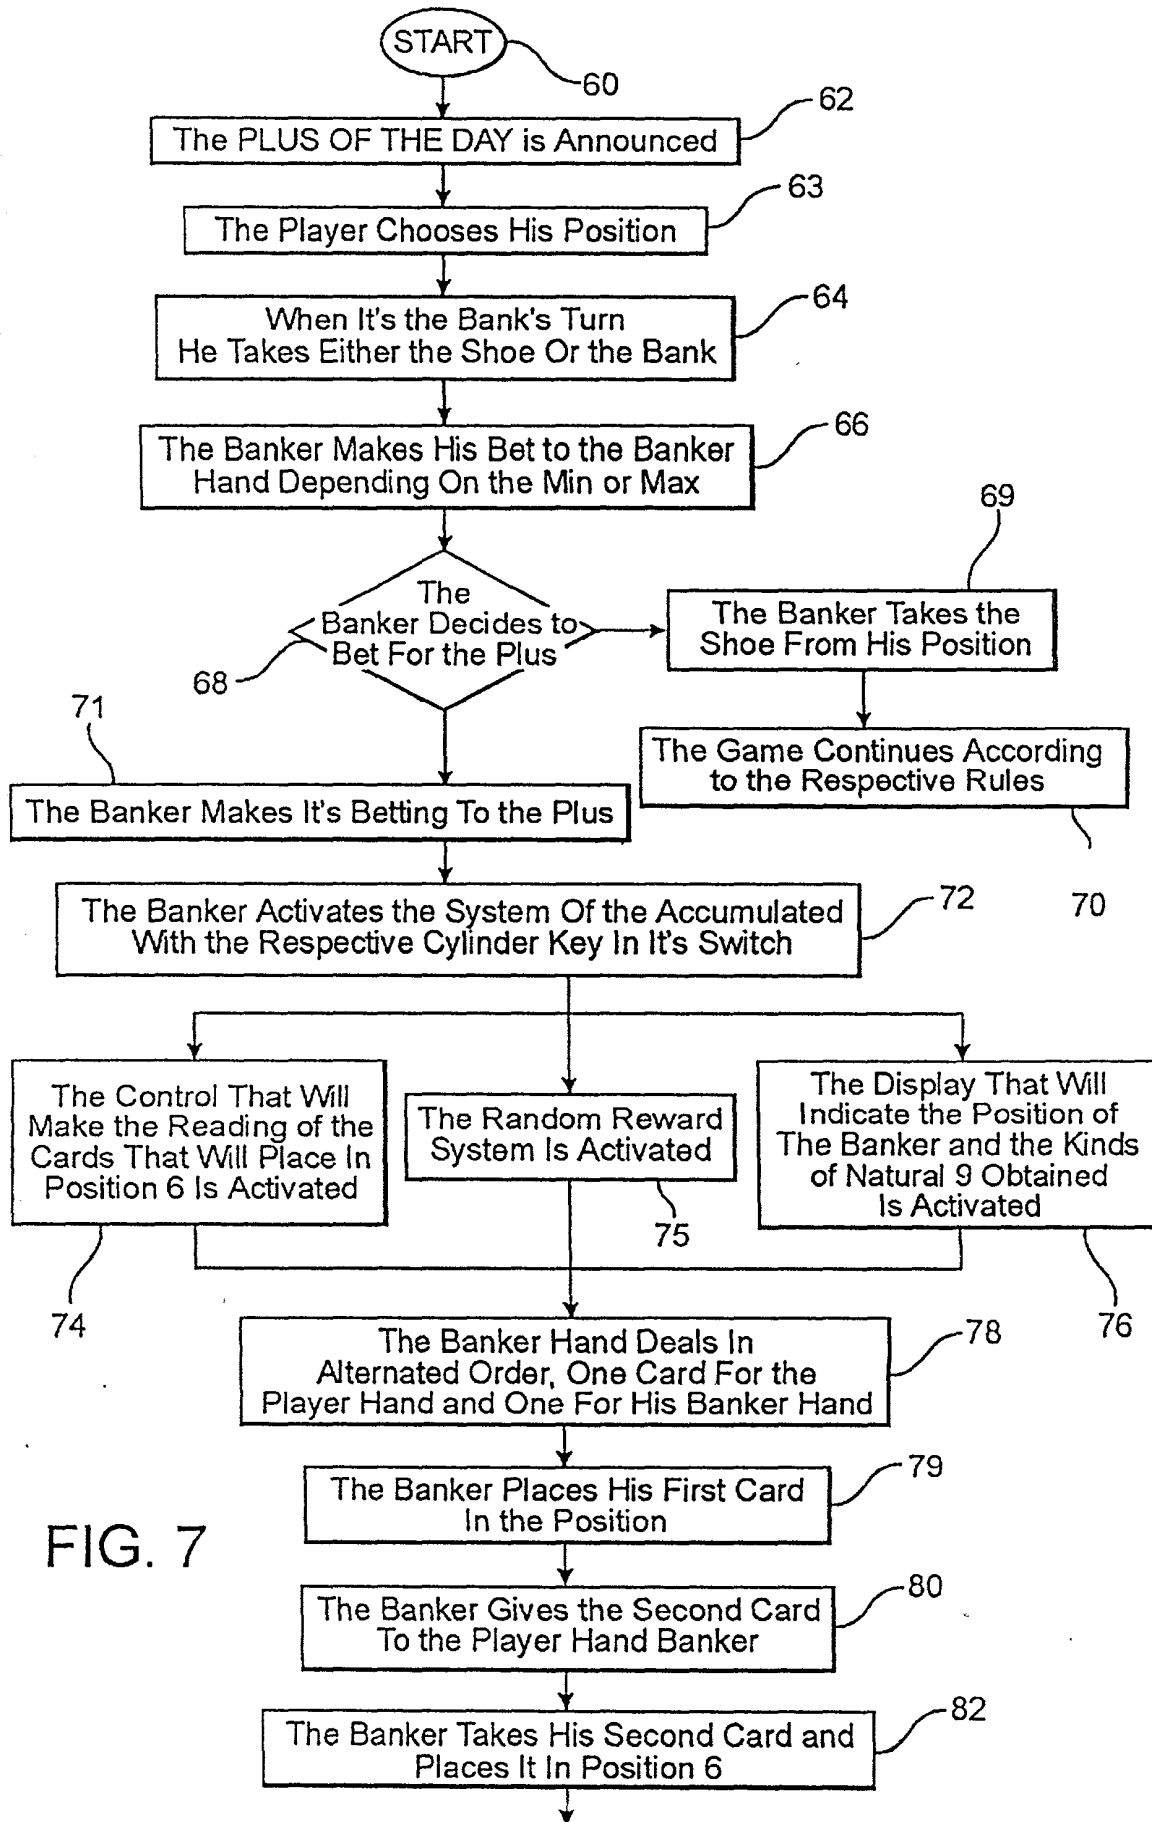 START
60
62
The PLUS OF THE DAY is Announced
63
The Player Chooses His Position
64
When It's the Bank's Turn
He Takes Either the Shoe Or the Bank
66
The Banker Makes His Bet to the Banker
Hand Depending On the Min or Max
69
The
Banker Decides to
Bet For the Plus
68
The Banker Takes the
Shoe From His Position
71
The Game Continues According
to the Respective Rules
70
The Banker Makes It's Betting To the Plus
72
The Banker Activates the System Of the Accumulated
With the Respective Cylinder Key In It's Switch
The Control That Will
Make the Reading of the
Cards That Will Place In
Position 6 Is Activated
74
The Random Reward
System Is Activated
75
The Display That Will
Indicate the Position of
The Banker and the Kinds
of Natural 9 Obtained
Is Activated
76
78
The Banker Hand Deals In
Alternated Order, One Card For the
Player Hand and One For His Banker Hand
79
The Banker Places His First Card
In the Position
FIG. 7
80
The Banker Gives the Second Card
To the Player Hand Banker
82
The Banker Takes His Second Card and
Places It In Position 6